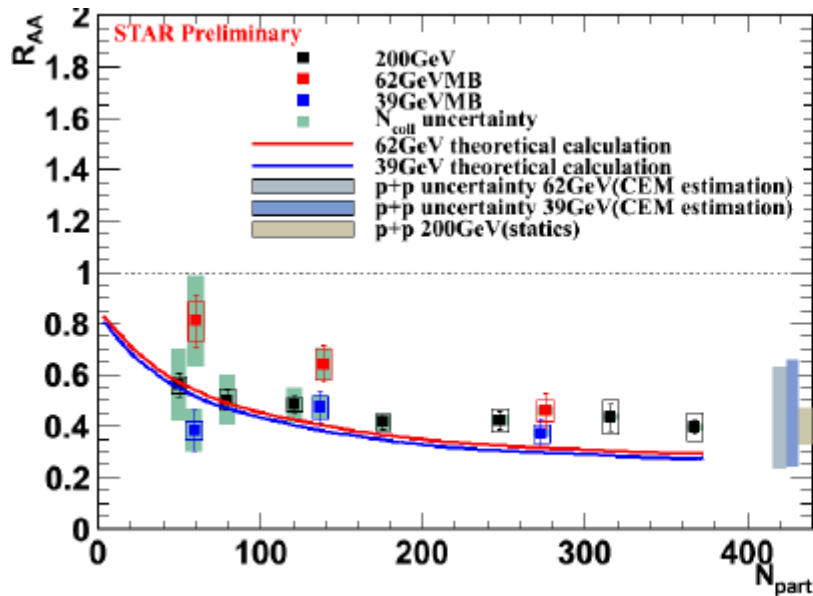 R_AA
2
1.8
1.6
1.4
1.2
1
0.8
0.6
0.4
0.2
0
STAR Preliminary
200GeV
62GeVMB
39GeVMB
N_coll uncertainty
62GeV theoretical calculation
39GeV theoretical calculation
p+p uncertainty 62GeV(CEM estimation)
p+p uncertainty 39GeV(CEM estimation)
p+p 200GeV(statics)
0 100 200 300 400
N_part